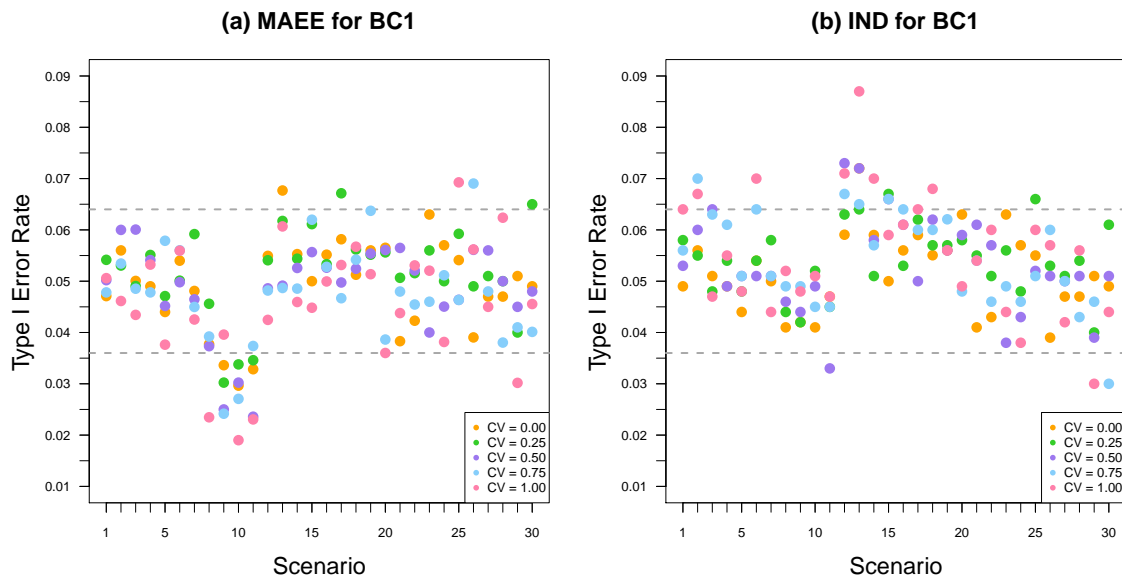 (a) MAEE for BC1
Type I Error Rate
0.09
0.08
0.07
0.06
0.05
0.04
0.03
0.02
0.01
CV = 0.00
CV = 0.25
CV = 0.50
CV = 0.75
CV = 1.00
1 5 10 15 20 25 30
Scenario
(b) IND for BC1
Type I Error Rate
0.09
0.08
0.07
0.06
0.05
0.04
0.03
0.02
0.01
CV = 0.00
CV = 0.25
CV = 0.50
CV = 0.75
CV = 1.00
1 5 10 15 20 25 30
Scenario